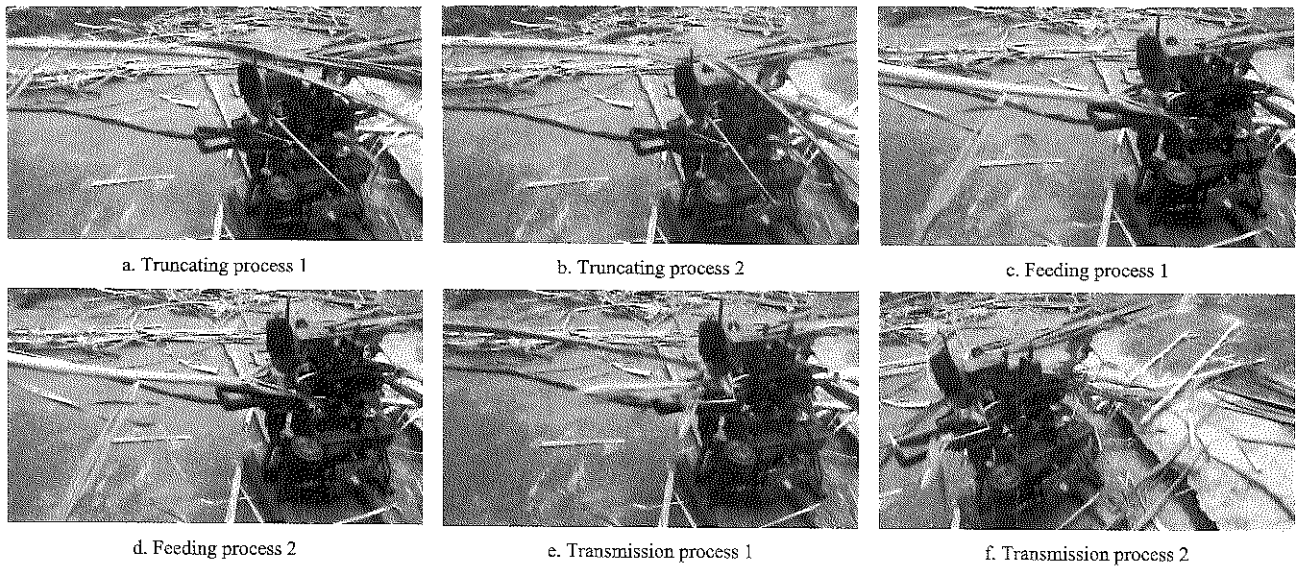 a. Truncating process 1
b. Truncating process 2
c. Feeding process 1
d. Feeding process 2
e. Transmission process 1
f. Transmission process 2